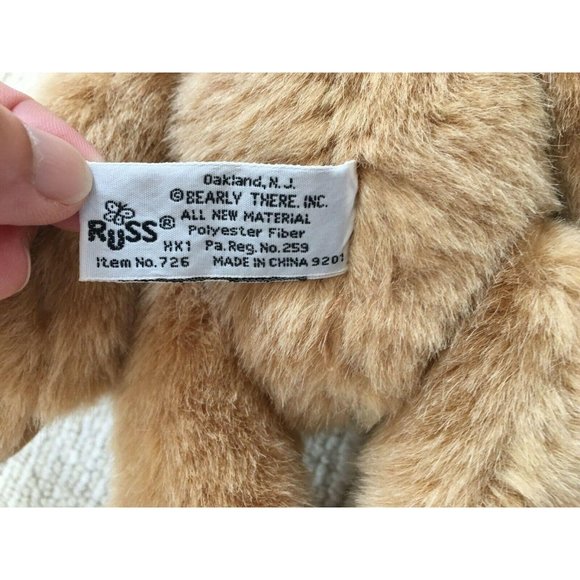 Oakland, N.J.
©BEARLY THERE, INC.
ALL NEW MATERIAL
RUSS® Polyester Fiber
HK1 Pa.Reg.No.259
Item No.726 MADE IN CHINA 9201